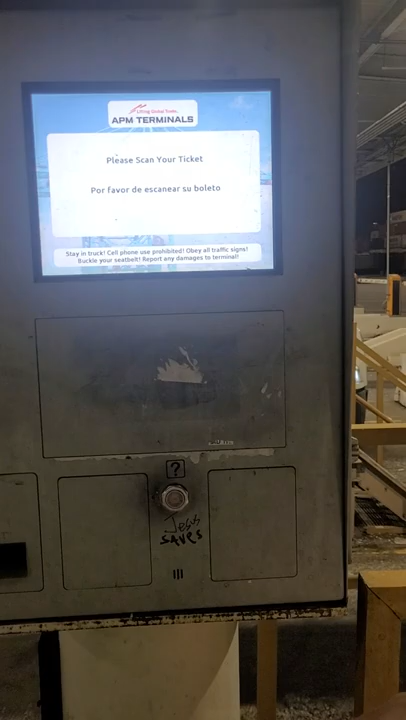 Lifting Global Trade.
APM TERMINALS
Please Scan Your Ticket
Por favor de escanear su boleto
Stay in truck! Cell phone use prohibited! Obey all traffic signs!
Buckle your seatbelt! Report any damages to terminal!
?
Jesus
SAVES